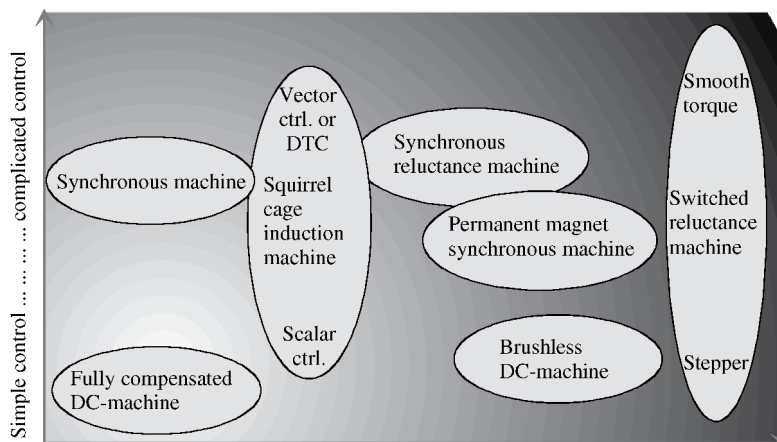 Simple control ... ... ... ... complicated control
Synchronous machine
Fully compensated
DC-machine
Vector
ctrl. or
DTC
Squirrel
cage
induction
machine
Scalar
ctrl.
Synchronous
reluctance machine
Permanent magnet
synchronous machine
Brushless
DC-machine
Smooth
torque
Switched
reluctance
machine
Stepper